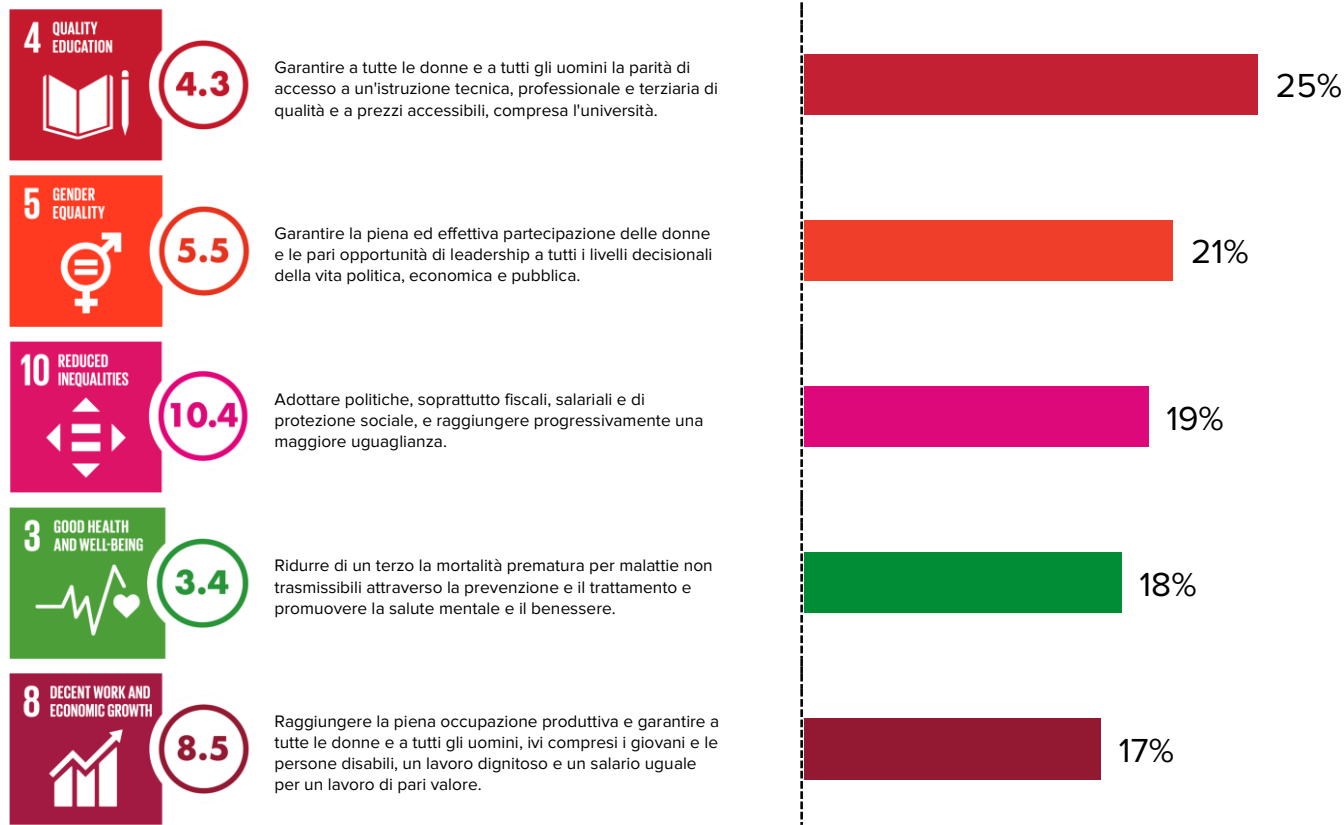 4 QUALITY
EDUCATION
4.3
Garantire a tutte le donne e a tutti gli uomini la parità di
accesso a un'istruzione tecnica, professionale e terziaria di
qualità e a prezzi accessibili, compresa l'università.
25%
5 GENDER
EQUALITY
5.5
Garantire la piena ed effettiva partecipazione delle donne
e le pari opportunità di leadership a tutti i livelli decisionali
della vita politica, economica e pubblica.
21%
10 REDUCED
INEQUALITIES
10.4
Adottare politiche, soprattutto fiscali, salariali e di
protezione sociale, e raggiungere progressivamente una
maggiore uguaglianza.
19%
3 GOOD HEALTH
AND WELL-BEING
3.4
Ridurre di un terzo la mortalità prematura per malattie non
trasmissibili attraverso la prevenzione e il trattamento e
promuovere la salute mentale e il benessere.
18%
8 DECENT WORK AND
ECONOMIC GROWTH
8.5
Raggiungere la piena occupazione produttiva e garantire a
tutte le donne e a tutti gli uomini, ivi compresi i giovani e le
persone disabili, un lavoro dignitoso e un salario uguale
per un lavoro di pari valore.
17%